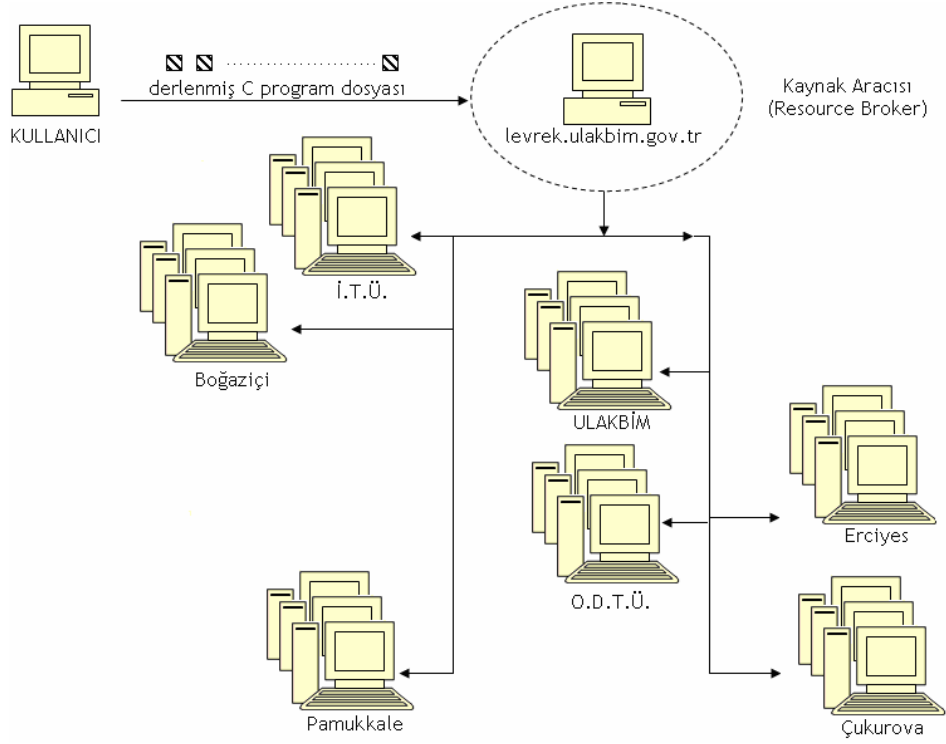 KULLANICI
derlenmiş C program dosyası
levrek.ulakbim.gov.tr
Kaynak Aracısı
(Resource Broker)
İ.T.Ü.
Boğaziçi
ULAKBİM
Erciyes
O.D.T.Ü.
Pamukkale
Çukurova